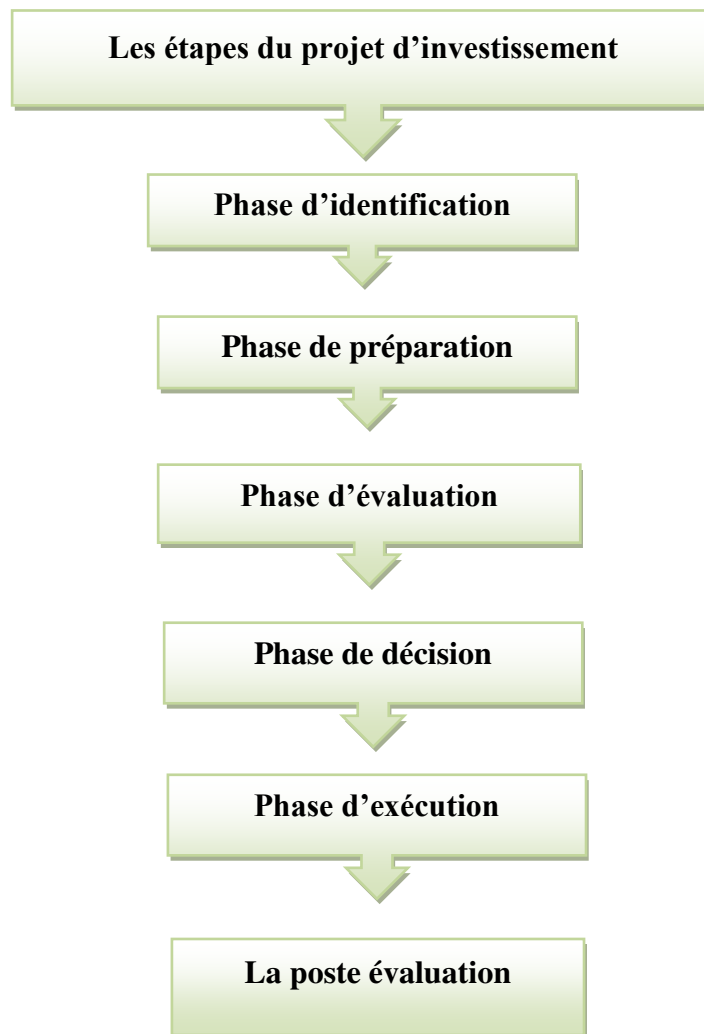 Les étapes du projet d’investissement
Phase d’identification
Phase de préparation
Phase d’évaluation
Phase de décision
Phase d’exécution
La poste évaluation